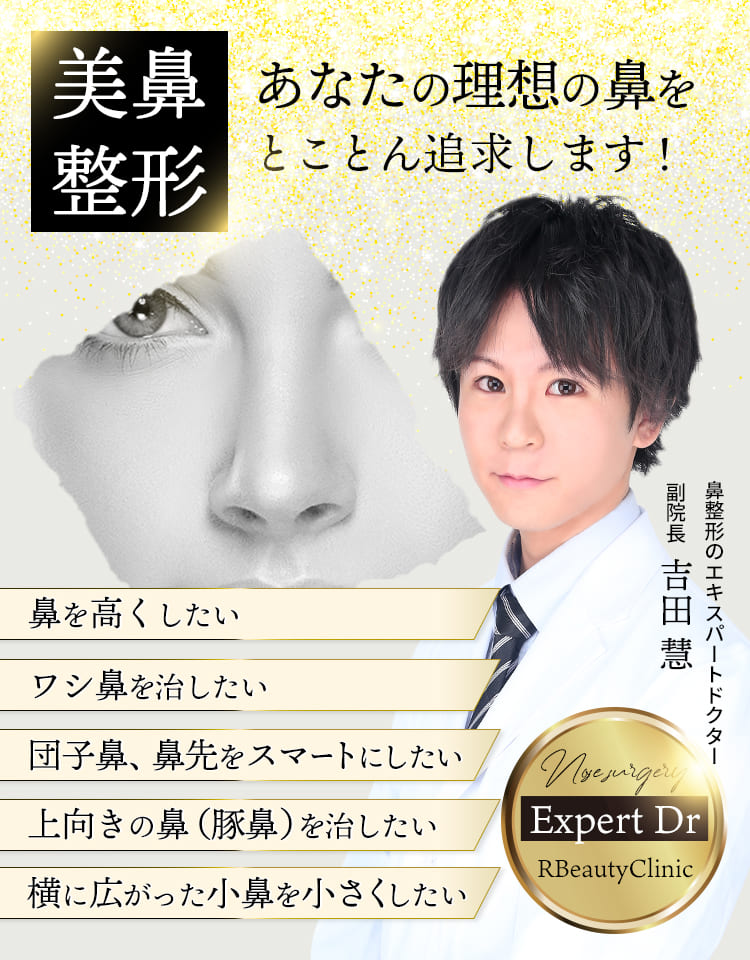 美鼻
整形
あなたの理想の鼻を
とことん追求します！
鼻整形のエキスパートドクター
副院長 吉田 慧
鼻を高くしたい
ワシ鼻を治したい
団子鼻、鼻先をスマートにしたい
上向きの鼻（豚鼻）を治したい
横に広がった小鼻を小さくしたい
Nosesurgery
Expert Dr
RBeautyClinic